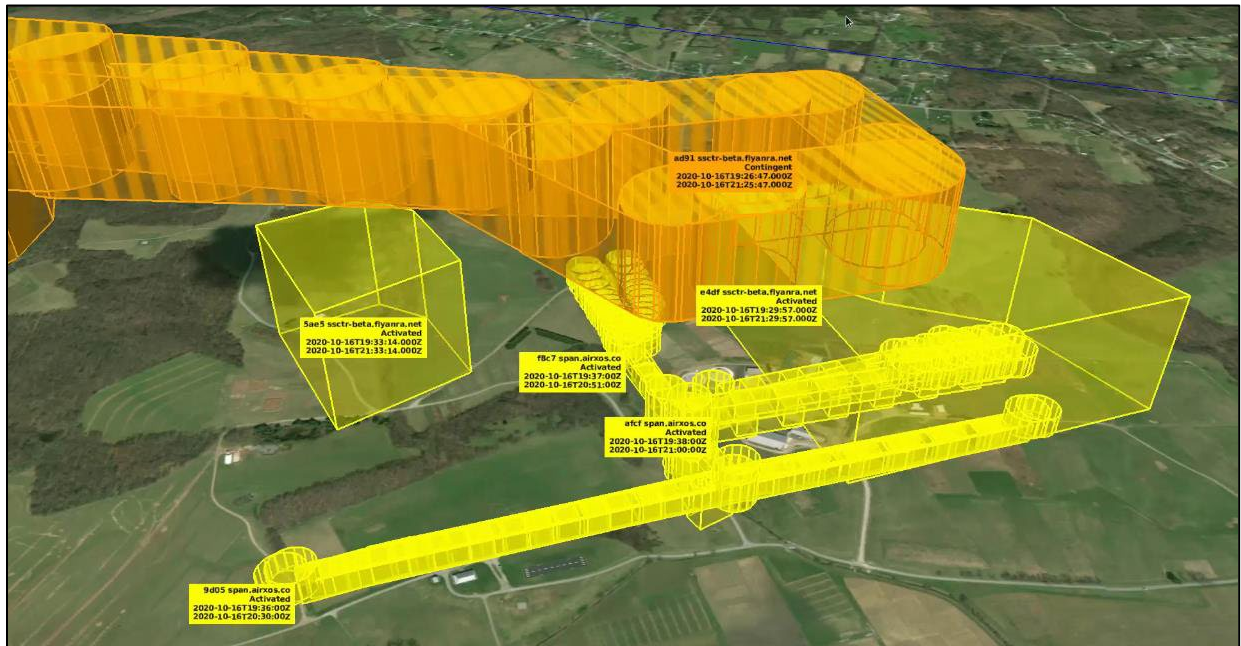 ad91 ssctr-beta.flyanra.net
Contingent
2020-10-16T19:26:47.000Z
2020-10-16T21:25:47.000Z
e4df ssctr-beta.flyanra.net
Activated
2020-10-16T19:29:57.000Z
2020-10-16T21:29:57.000Z
5ae5 ssctr-beta.flyanra.net
Activated
2020-10-16T19:33:14.000Z
2020-10-16T21:33:14.000Z
f8c7 span.airxos.co
Activated
2020-10-16T19:37:00Z
2020-10-16T20:51:00Z
afcf span.airxos.co
Activated
2020-10-16T19:38:00Z
2020-10-16T21:00:00Z
9d05 span.airxos.co
Activated
2020-10-16T19:36:00Z
2020-10-16T20:30:00Z